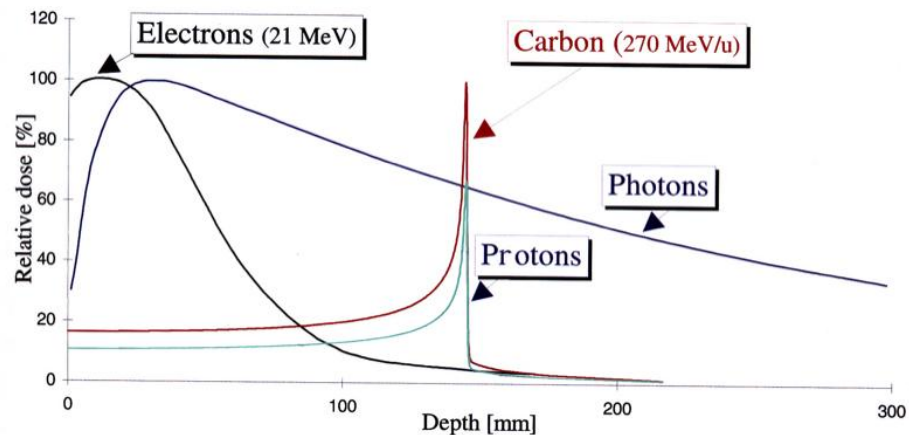 120
Electrons (21 MeV)
Carbon (270 MeV/u)
100
80
Photons
60
Protons
40
20
0
Relative dose [%]
0
100
200
300
Depth [mm]